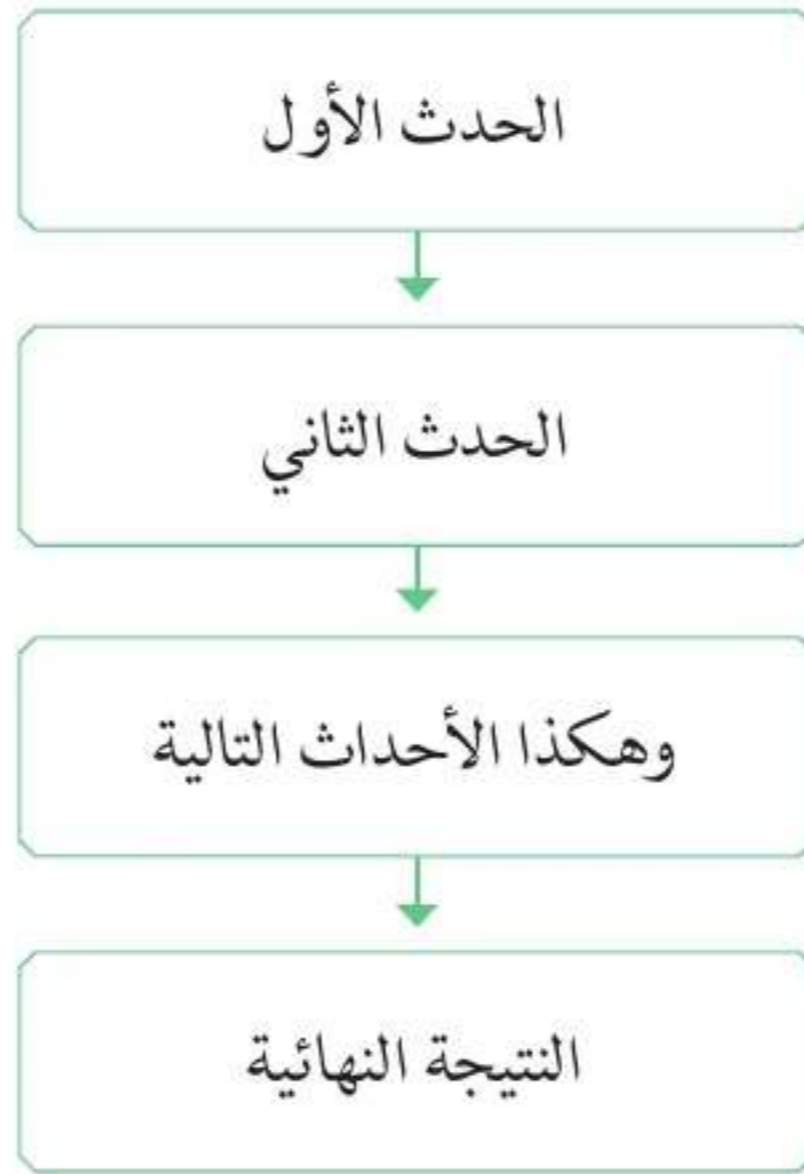 الحدث الأول
الحدث الثاني
وهكذا الأحداث التالية
النتيجة النهائية